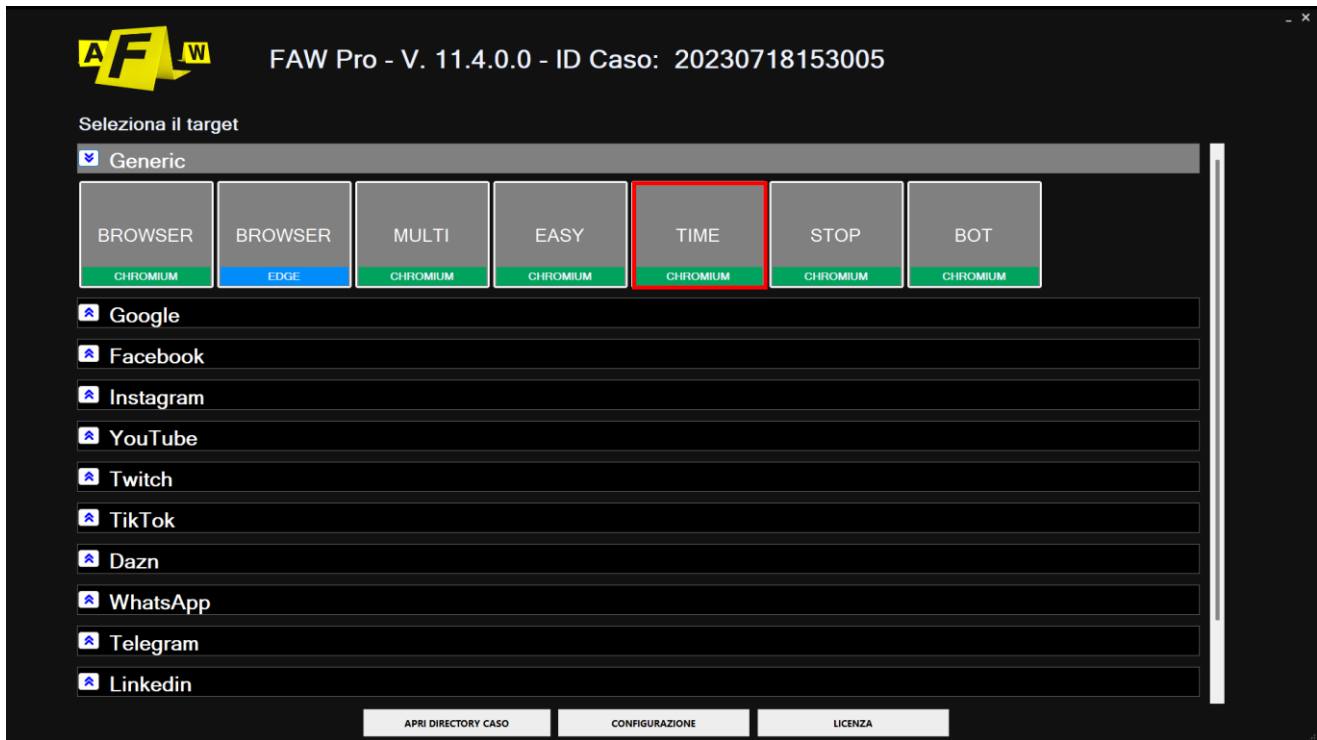 AFW
FAW Pro - V. 11.4.0.0 - ID Caso: 20230718153005
Seleziona il target
Generic
BROWSER BROWSER MULTI EASY TIME STOP BOT
CHROMIUM EDGE CHROMIUM CHROMIUM CHROMIUM CHROMIUM CHROMIUM
Google
Facebook
Instagram
YouTube
Twitch
TikTok
Dazn
WhatsApp
Telegram
Linkedin
APRI DIRECTORY CASO CONFIGURAZIONE LICENZA